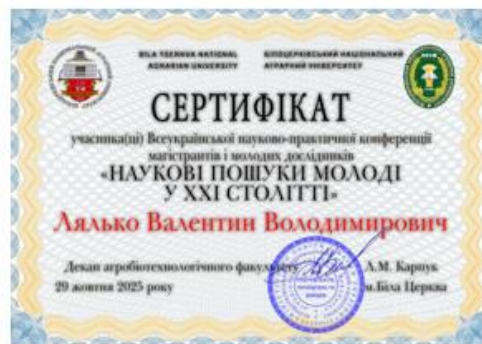 BILA TSERKVA NATIONAL AGRARIAN UNIVERSITY
БІЛОЦЕРКІВСЬКИЙ НАЦІОНАЛЬНИЙ АГРАРНИЙ УНІВЕРСИТЕТ
СЕРТИФІКАТ
учасника(ці) Всеукраїнської науково-практичної конференції
магістрантів і молодих дослідників
«НАУКОВІ ПОШУКИ МОЛОДІ
У ХХІ СТОЛІТТІ»
Лялько Валентин Володимирович
Декан агробіотехнологічного факультету Л.М. Карпук
29 жовтня 2025 року м.Біла Церква